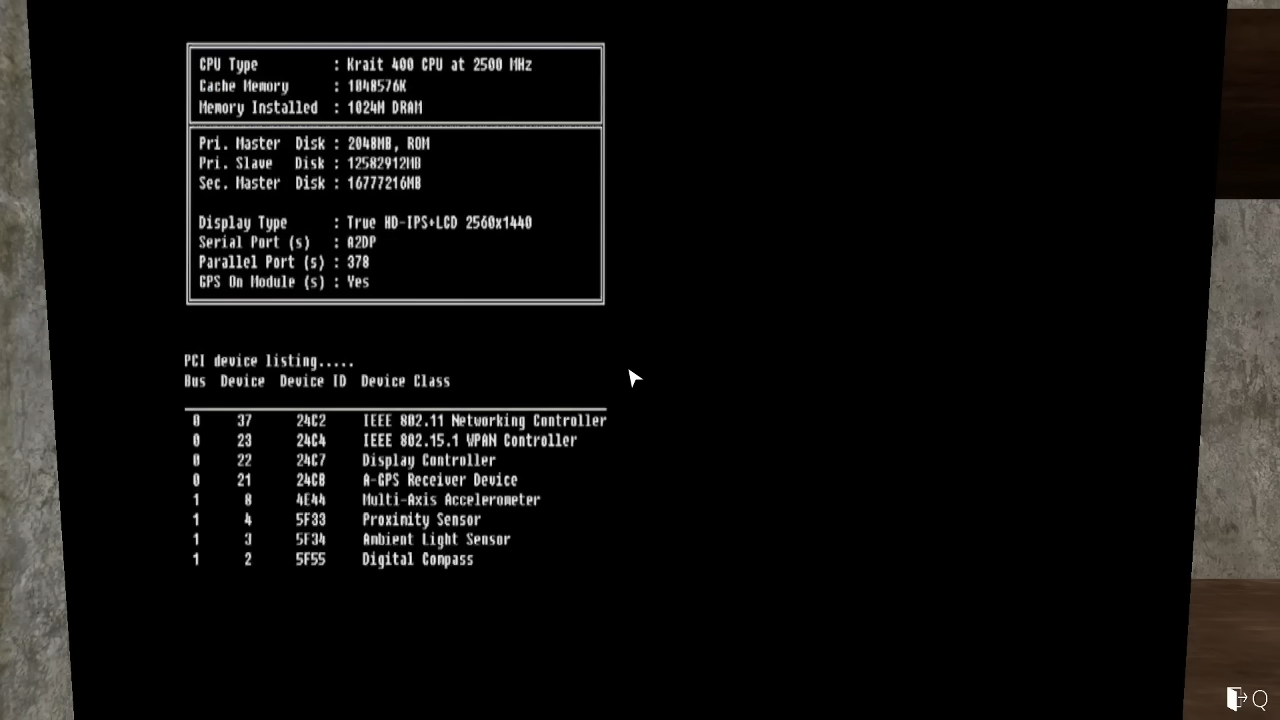 CPU Type : Krait 400 CPU at 2500 MHz
Cache Memory : 1048576K
Memory Installed : 1024M DRAM
Pri. Master Disk : 2048MB, ROM
Pri. Slave Disk : 12582912MB
Sec. Master Disk : 16777216MB
Display Type : True HD-IPS+LCD 2560x1440
Serial Port (s) : A2DP
Parallel Port (s) : 378
GPS On Module (s) : Yes
PCI device listing.....
Bus Device Device ID Device Class
0 37 24C2 IEEE 802.11 Networking Controller
0 23 24C4 IEEE 802.15.1 WPAN Controller
0 22 24C7 Display Controller
0 21 24C8 A-GPS Receiver Device
1 8 4E44 Multi-Axis Accelerometer
1 4 5F33 Proximity Sensor
1 3 5F34 Ambient Light Sensor
1 2 5F55 Digital Compass
Q